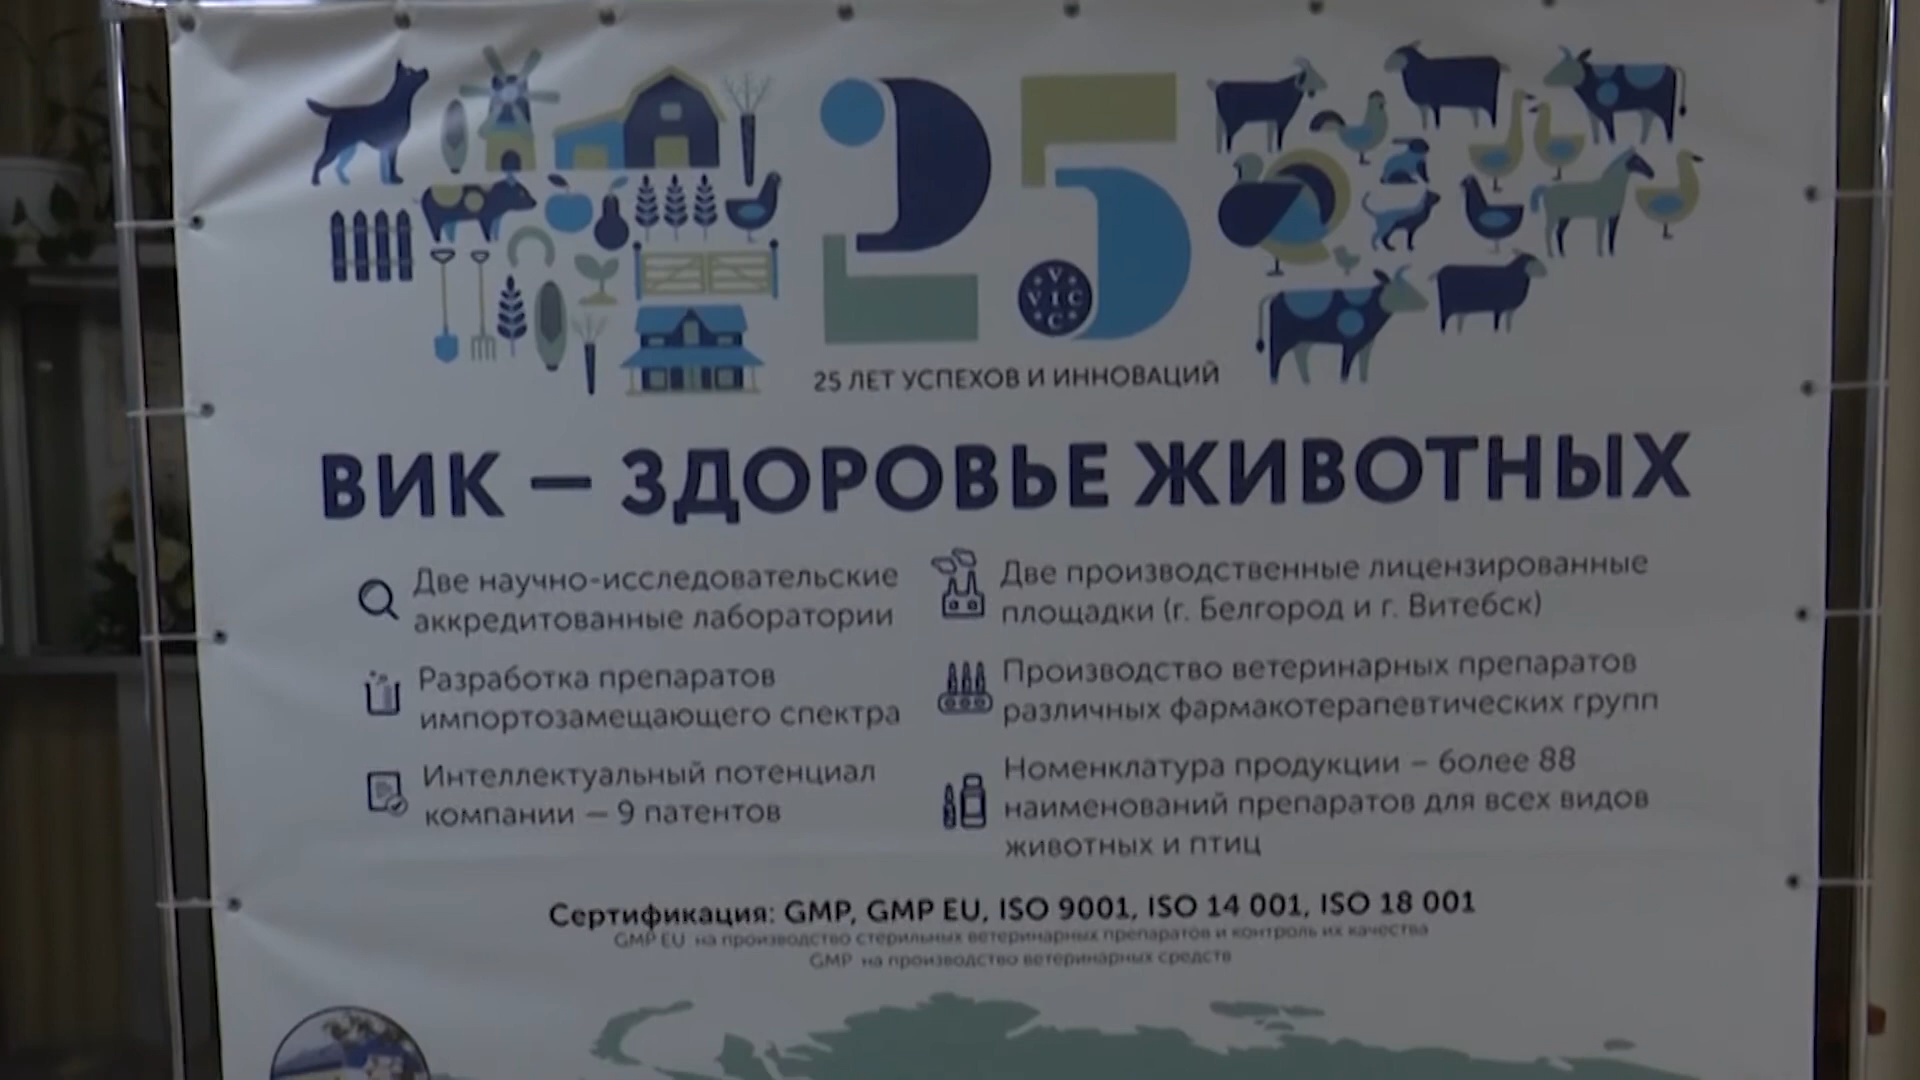 25
V
VIC
C
25 ЛЕТ УСПЕХОВ И ИННОВАЦИЙ
ВИК – ЗДОРОВЬЕ ЖИВОТНЫХ
Две научно-исследовательские
аккредитованные лаборатории
Разработка препаратов
импортозамещающего спектра
Интеллектуальный потенциал
компании – 9 патентов
Две производственные лицензированные
площадки (г. Белгород и г. Витебск)
Производство ветеринарных препаратов
различных фармакотерапевтических групп
Номенклатура продукции – более 88
наименований препаратов для всех видов
животных и птиц
Сертификация: GMP, GMP EU, ISO 9001, ISO 14 001, ISO 18 001
GMP EU на производство стерильных ветеринарных препаратов и контроль их качества
GMP на производство ветеринарных средств